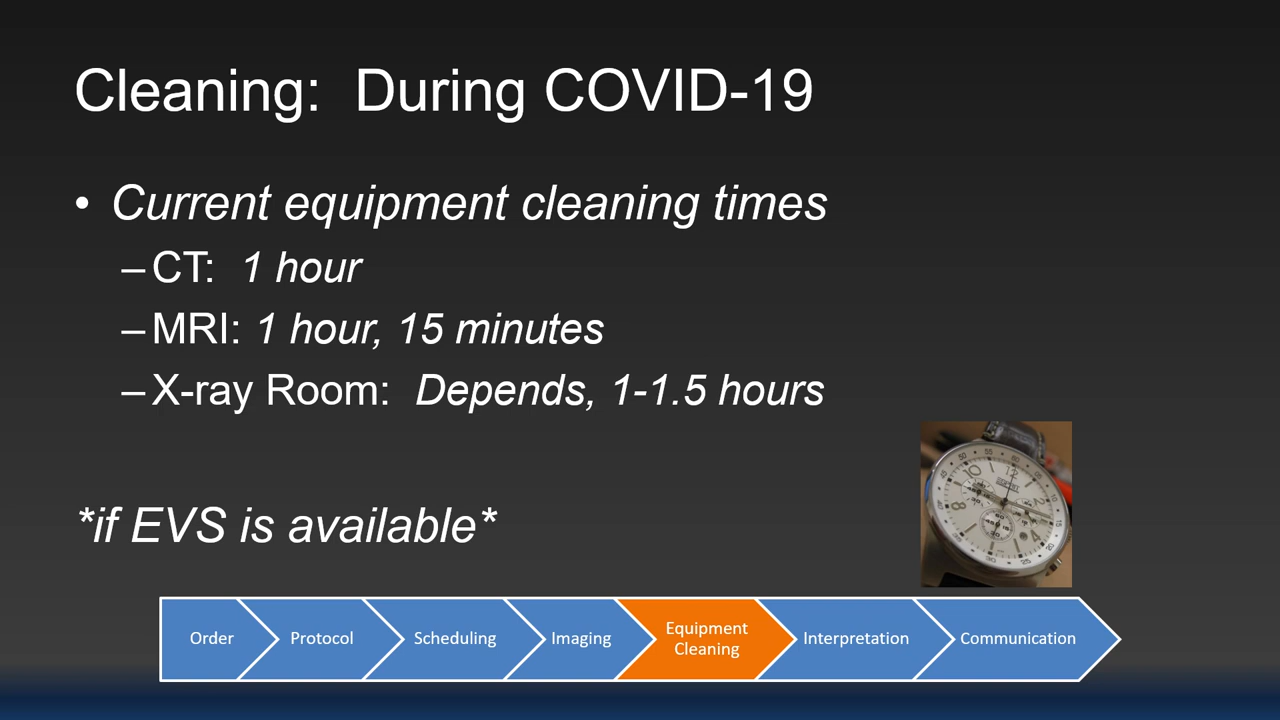 Cleaning:  During COVID-19
• Current equipment cleaning times
–CT:  1 hour
–MRI: 1 hour, 15 minutes
–X-ray Room:  Depends, 1-1.5 hours
*if EVS is available*
Order
Protocol
Scheduling
Imaging
Equipment
Cleaning
Interpretation
Communication